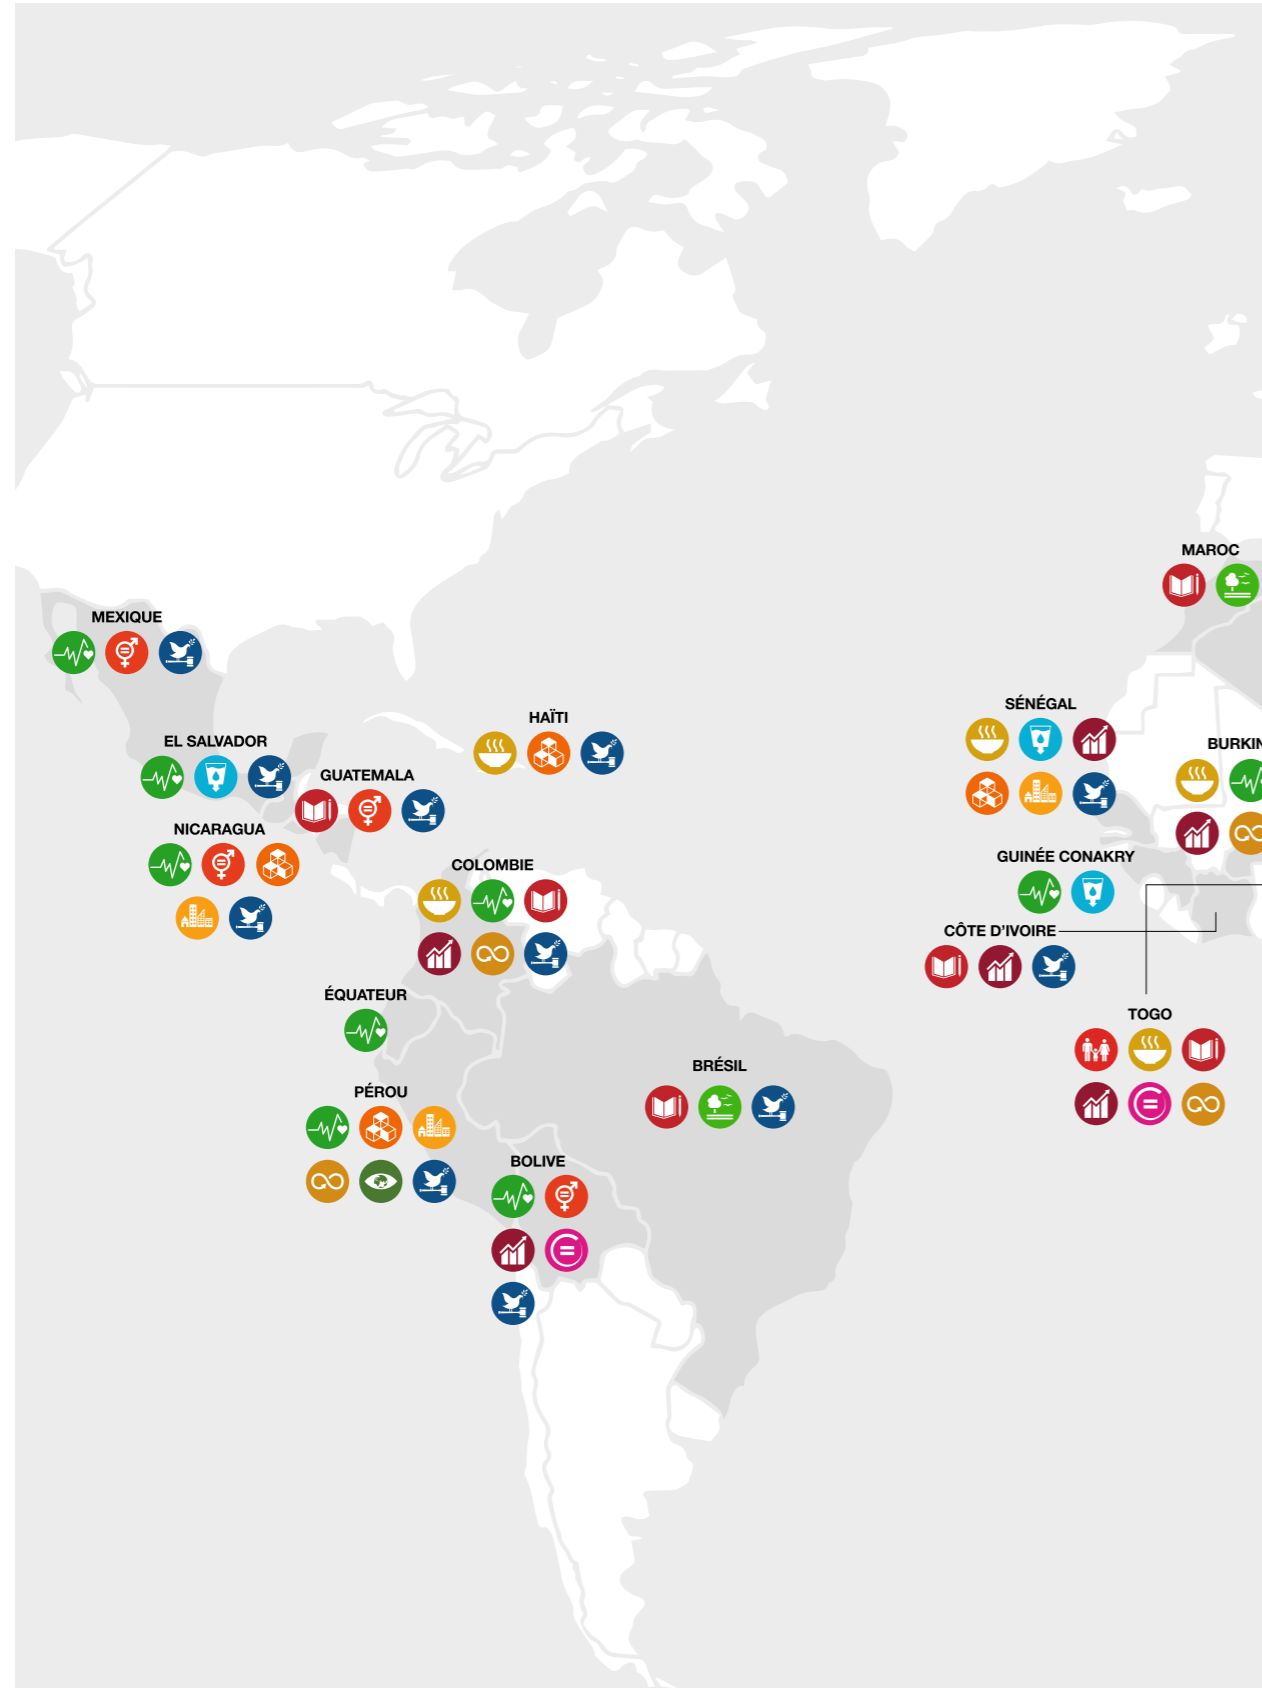 MAROC
MEXIQUE
SÉNÉGAL
HAÏTI
EL SALVADOR
BURKIN
GUATEMALA
NICARAGUA
GUINÉE CONAKRY
COLOMBIE
CÔTE D'IVOIRE
ÉQUATEUR
TOGO
BRÉSIL
PÉROU
BOLIVE